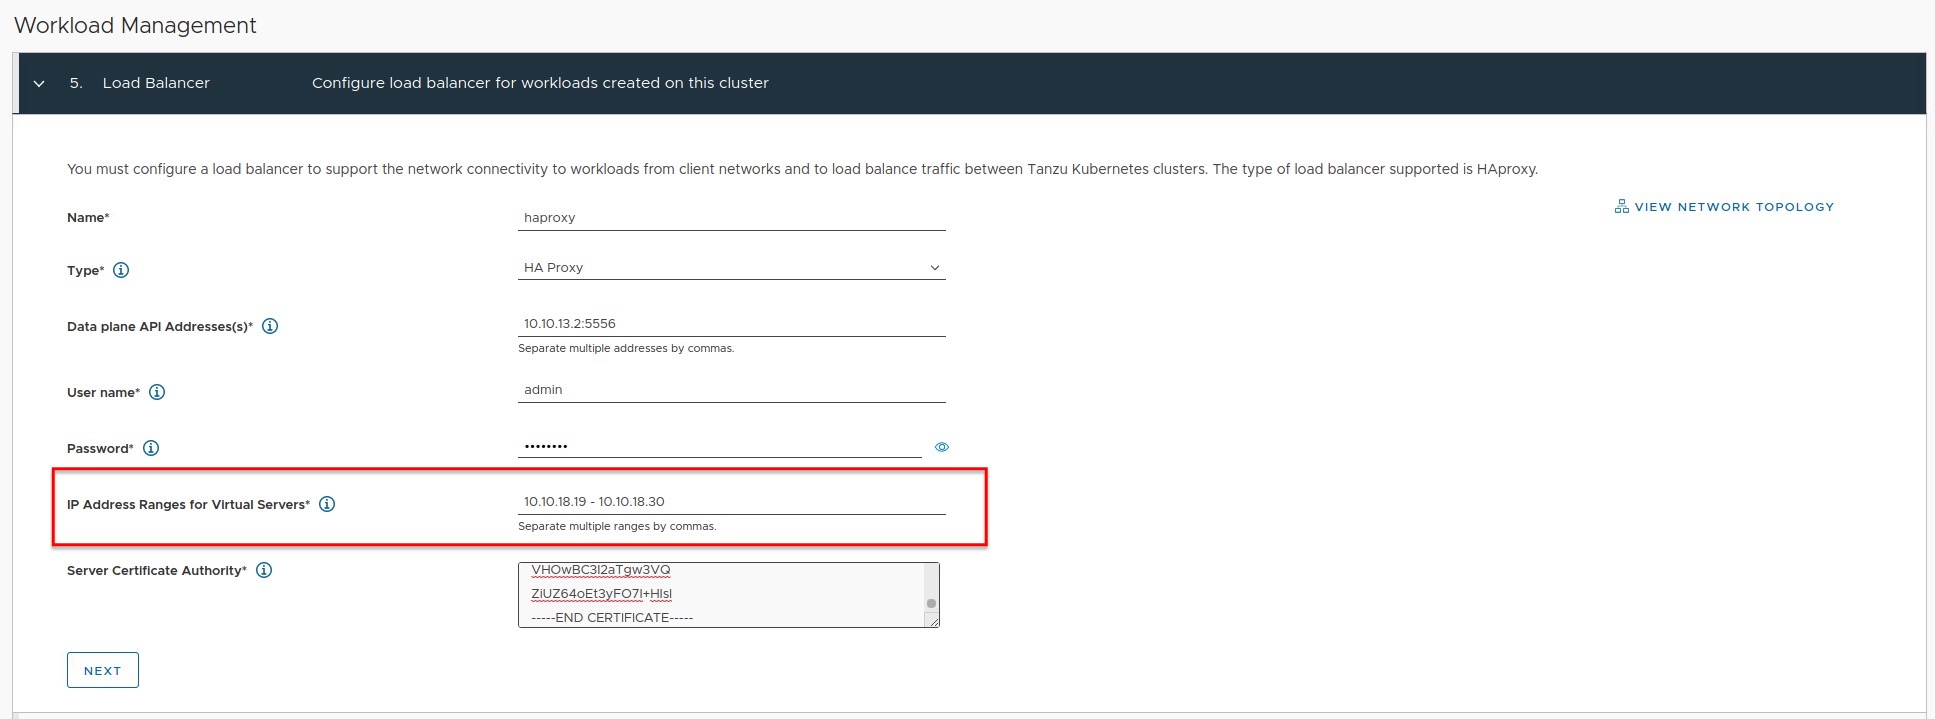 Workload Management
5. Load Balancer Configure load balancer for workloads created on this cluster
You must configure a load balancer to support the network connectivity to workloads from client networks and to load balance traffic between Tanzu Kubernetes clusters. The type of load balancer supported is HAproxy.
VIEW NETWORK TOPOLOGY
Name* haproxy
Type* HA Proxy
Data plane API Addresses(s)* 10.10.13.2:5556
Separate multiple addresses by commas.
User name* admin
Password* ••••••••
IP Address Ranges for Virtual Servers* 10.10.18.19 - 10.10.18.30
Separate multiple ranges by commas.
Server Certificate Authority*
-----END CERTIFICATE-----
NEXT